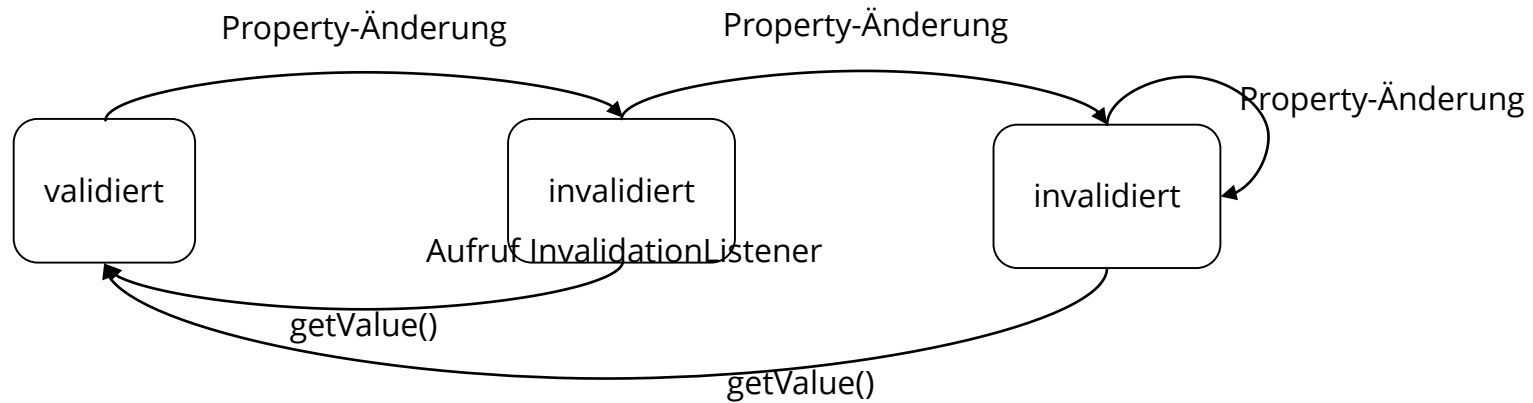 Property-Änderung
Property-Änderung
Property-Änderung
validiert
invalidiert
invalidiert
Aufruf InvalidationListener
getValue()
getValue()